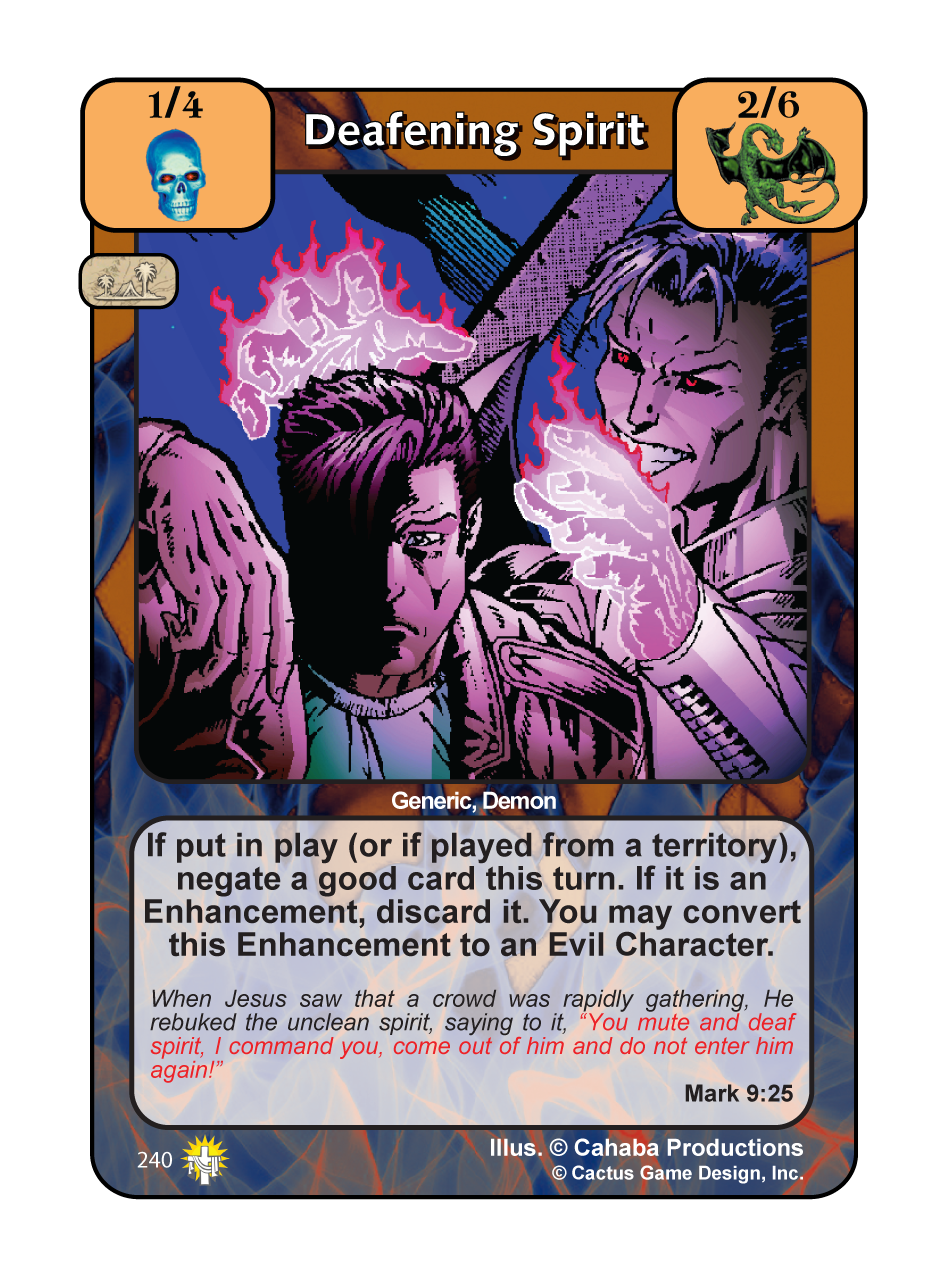 1/4
Deafening Spirit
2/6
Generic, Demon
If put in play (or if played from a territory),
negate a good card this turn. If it is an
Enhancement, discard it. You may convert
this Enhancement to an Evil Character.
When Jesus saw that a crowd was rapidly gathering, He
rebuked the unclean spirit, saying to it, “You mute and deaf
spirit, I command you, come out of him and do not enter him
again!”
Mark 9:25
240
Illus. © Cahaba Productions
© Cactus Game Design, Inc.